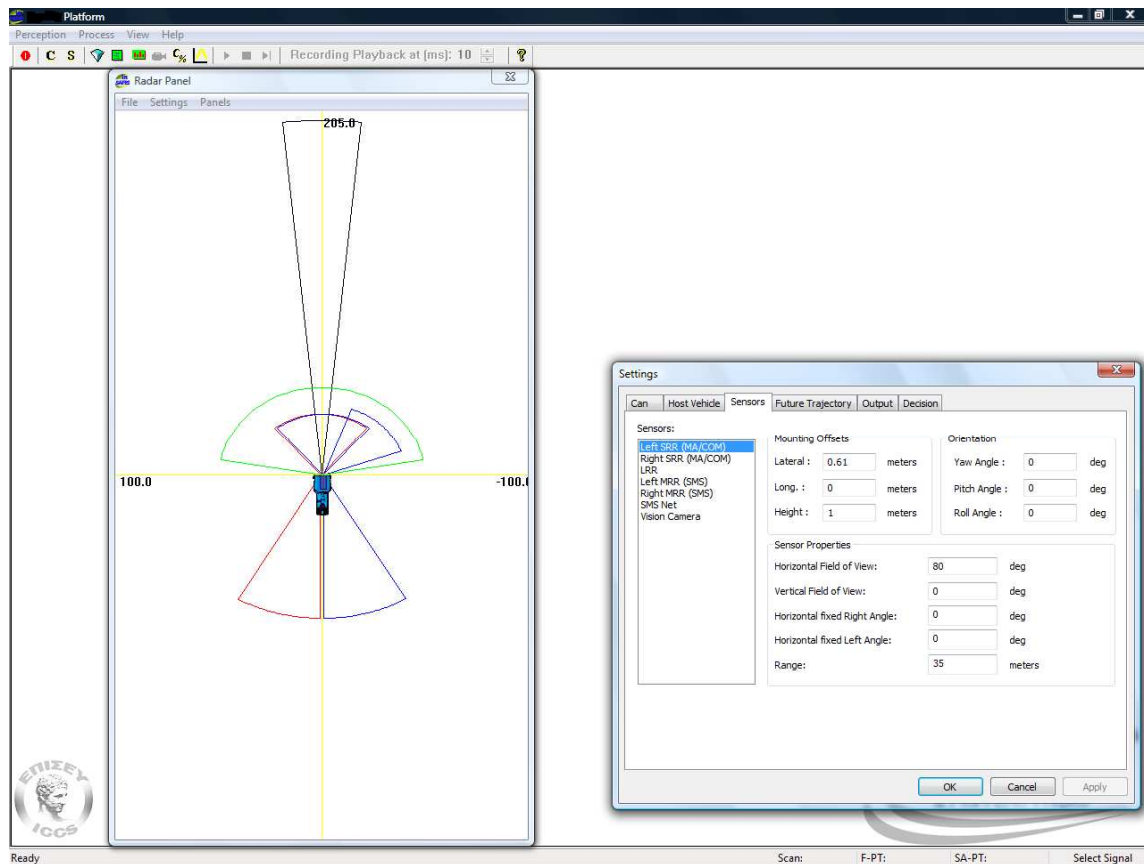 Platform
Perception Process View Help
C S C% Recording Playback at (ms): 10 ?
Radar Panel
File Settings Panels
205.0
100.0 -100.0
Settings
Can Host Vehicle Sensors Future Trajectory Output Decision
Sensors:
Left SRR (MA/COM)
Right SRR (MA/COM)
LRR
Left MRR (SMS)
Right MRR (SMS)
SMS Net
Vision Camera
Mounting Offsets
Lateral : 0.61 meters
Long. : 0 meters
Height : 1 meters
Orientation
Yaw Angle : 0 deg
Pitch Angle : 0 deg
Roll Angle : 0 deg
Sensor Properties
Horizontal Field of View: 80 deg
Vertical Field of View: 0 deg
Horizontal fixed Right Angle: 0 deg
Horizontal fixed Left Angle: 0 deg
Range: 35 meters
OK Cancel Apply
ΕΠΙΣΕΥ
ICCS
Ready Scan: F-PT: SA-PT: Select Signal